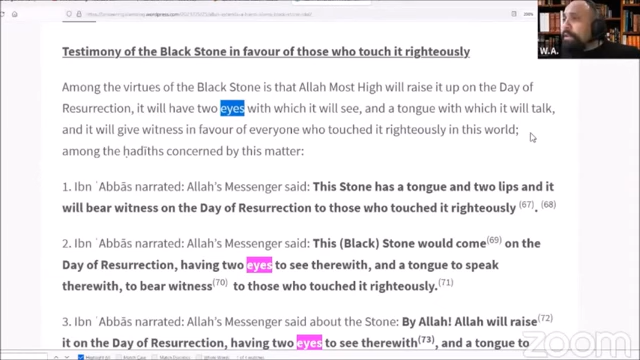 W.A.
Testimony of the Black Stone in favour of those who touch it righteously
Among the virtues of the Black Stone is that Allah Most High will raise it up on the Day of
Resurrection, it will have two eyes with which it will see, and a tongue with which it will talk,
and it will give witness in favour of everyone who touched it righteously in this world;
among the ḥadīths concerned by this matter:
1. Ibn ʿAbbās narrated: Allah's Messenger said: This Stone has a tongue and two lips and it
will bear witness on the Day of Resurrection to those who touched it righteously (67). (68)
2. Ibn ʿAbbās narrated: Allah's Messenger said: This (Black) Stone would come(69) on the
Day of Resurrection, having two eyes to see therewith, and a tongue to speak
therewith, to bear witness(70) to those who touched it righteously.(71)
3. Ibn ʿAbbās narrated: Allah's Messenger said about the Stone: By Allah! Allah will raise(72)
it on the Day of Resurrection, having two eyes to see therewith(73), and a tongue to
zoom